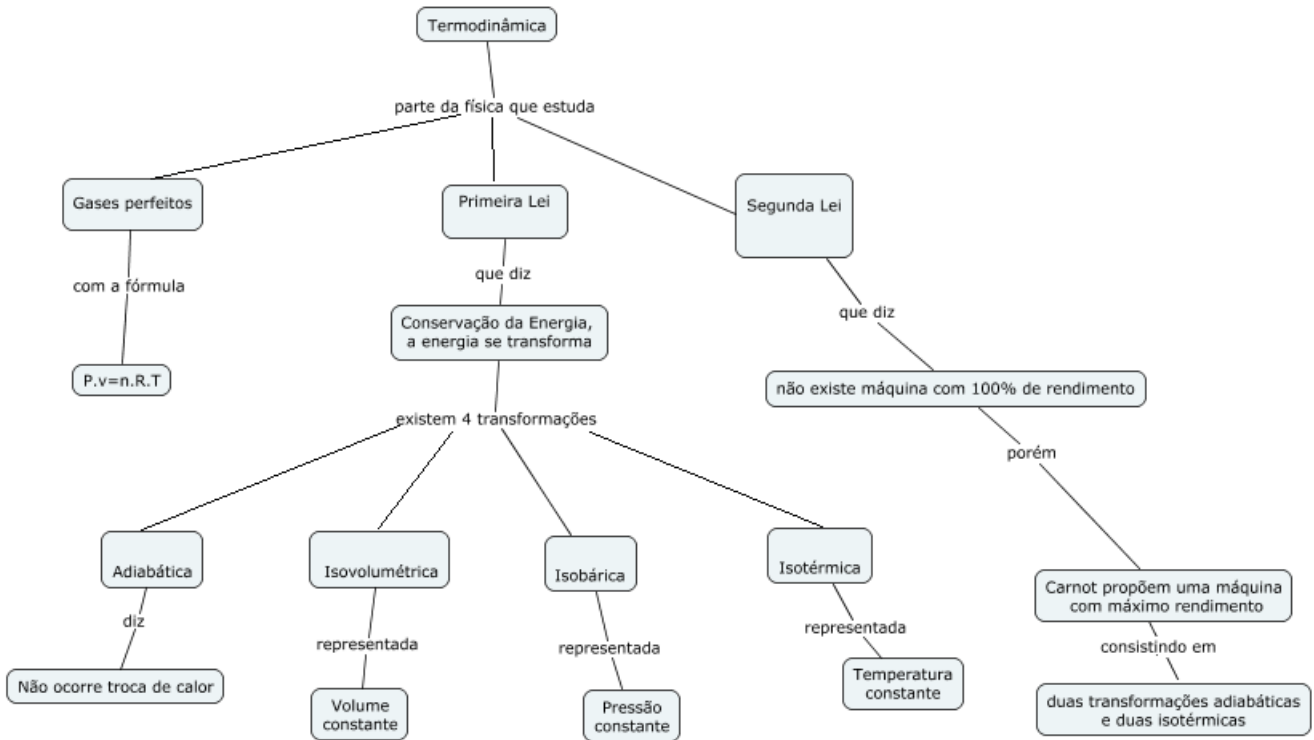 Termodinâmica
parte da física que estuda
Gases perfeitos
Primeira Lei
Segunda Lei
com a fórmula
que diz
que diz
P.v=n.R.T
Conservação da Energia,
a energia se transforma
não existe máquina com 100% de rendimento
existem 4 transformações
porém
Adiabática
Isovolumétrica
Isobárica
Isotérmica
Carnot propõem uma máquina
com máximo rendimento
diz
representada
representada
representada
consistindo em
Não ocorre troca de calor
Volume
constante
Pressão
constante
Temperatura
constante
duas transformações adiabáticas
e duas isotérmicas